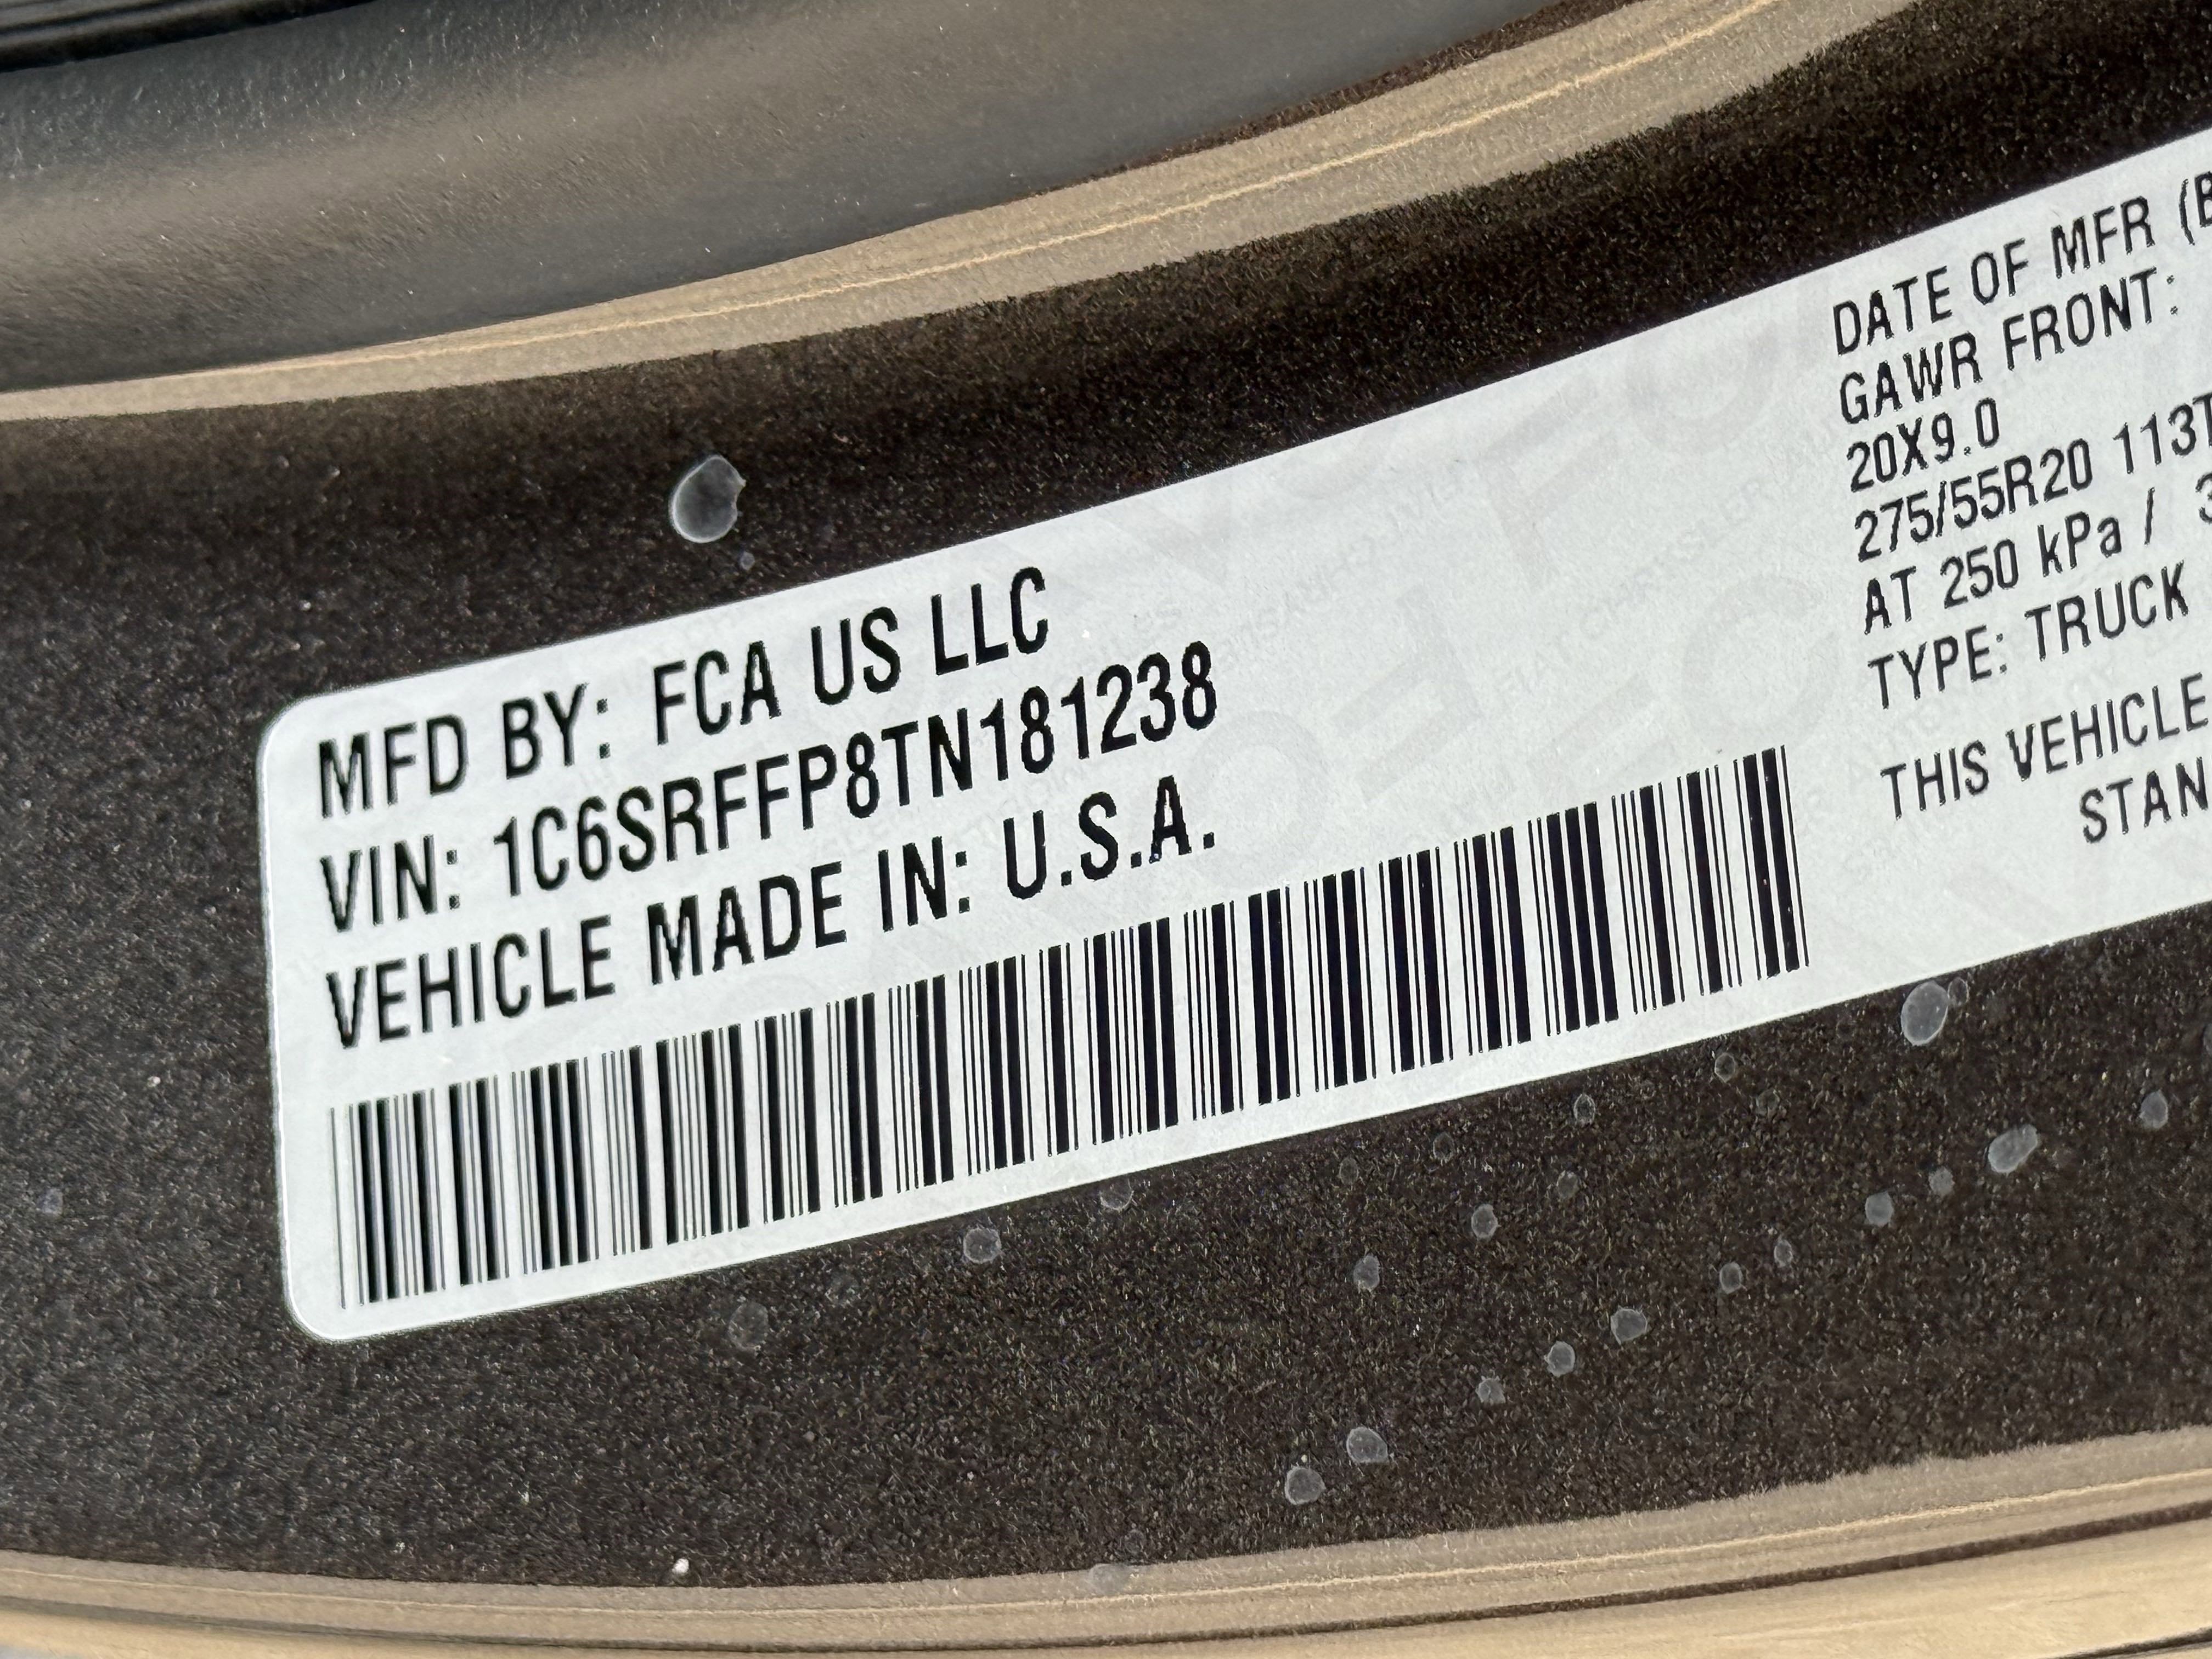 MFD BY: FCA US LLC
VIN: 1C6SRFFP8TN181238
VEHICLE MADE IN: U.S.A.
DATE OF MFR
GAWR FRONT:
20X9.0
275/55R20 113T
AT 250 kPa /
TYPE: TRUCK
THIS VEHICLE